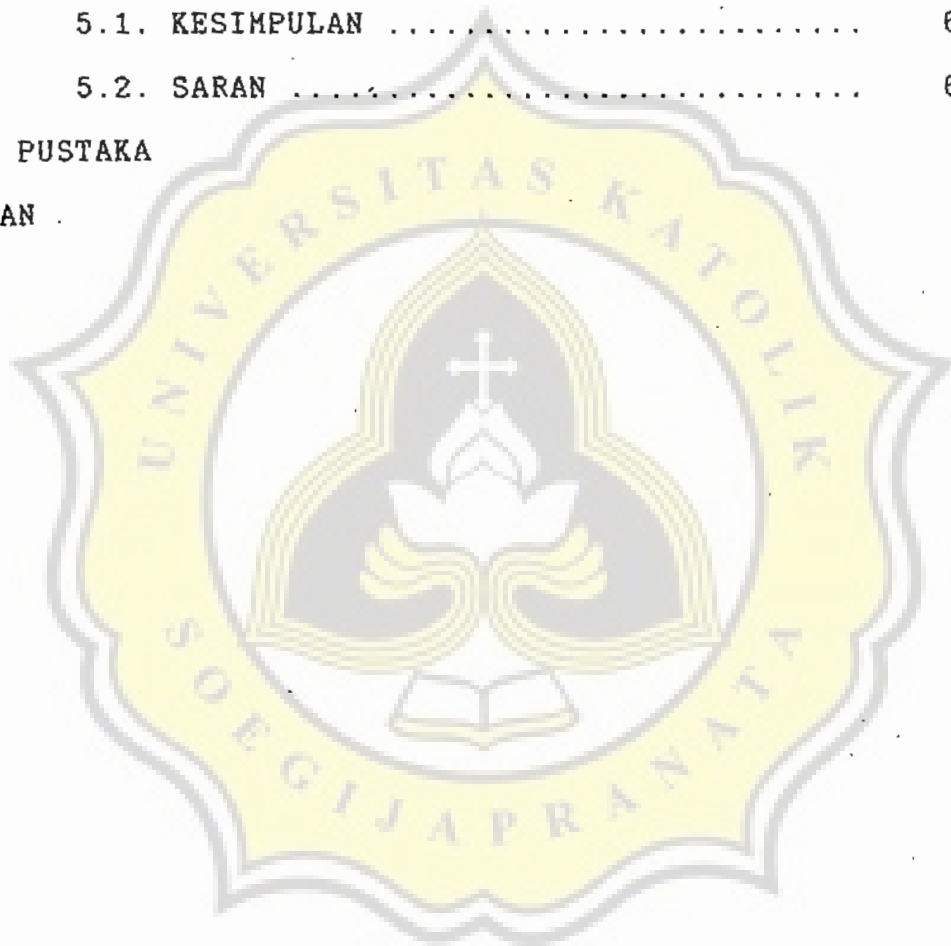 5.1. KESIMPULAN ........................... 6
5.2. SARAN ................................ 6
PUSTAKA
AN .
UNIVERSITAS KATOLIK
SOEGIJAPRANATA